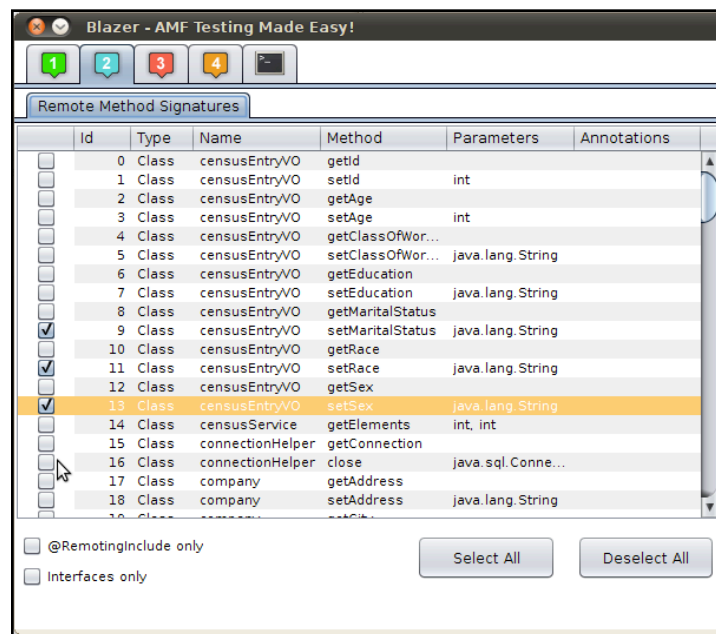 Blazer - AMF Testing Made Easy!
1 2 3 4 >_
Remote Method Signatures
Id Type Name Method Parameters Annotations
0 Class censusEntryVO getId
1 Class censusEntryVO setId int
2 Class censusEntryVO getAge
3 Class censusEntryVO setAge int
4 Class censusEntryVO getClassOfWor...
5 Class censusEntryVO setClassOfWor... java.lang.String
6 Class censusEntryVO getEducation
7 Class censusEntryVO setEducation java.lang.String
8 Class censusEntryVO getMaritalStatus
9 Class censusEntryVO setMaritalStatus java.lang.String
10 Class censusEntryVO getRace
11 Class censusEntryVO setRace java.lang.String
12 Class censusEntryVO getSex
13 Class censusEntryVO setSex java.lang.String
14 Class censusService getElements int, int
15 Class connectionHelper getConnection
16 Class connectionHelper close java.sql.Conne...
17 Class company getAddress
18 Class company setAddress java.lang.String
@RemotingInclude only
Interfaces only
Select All
Deselect All